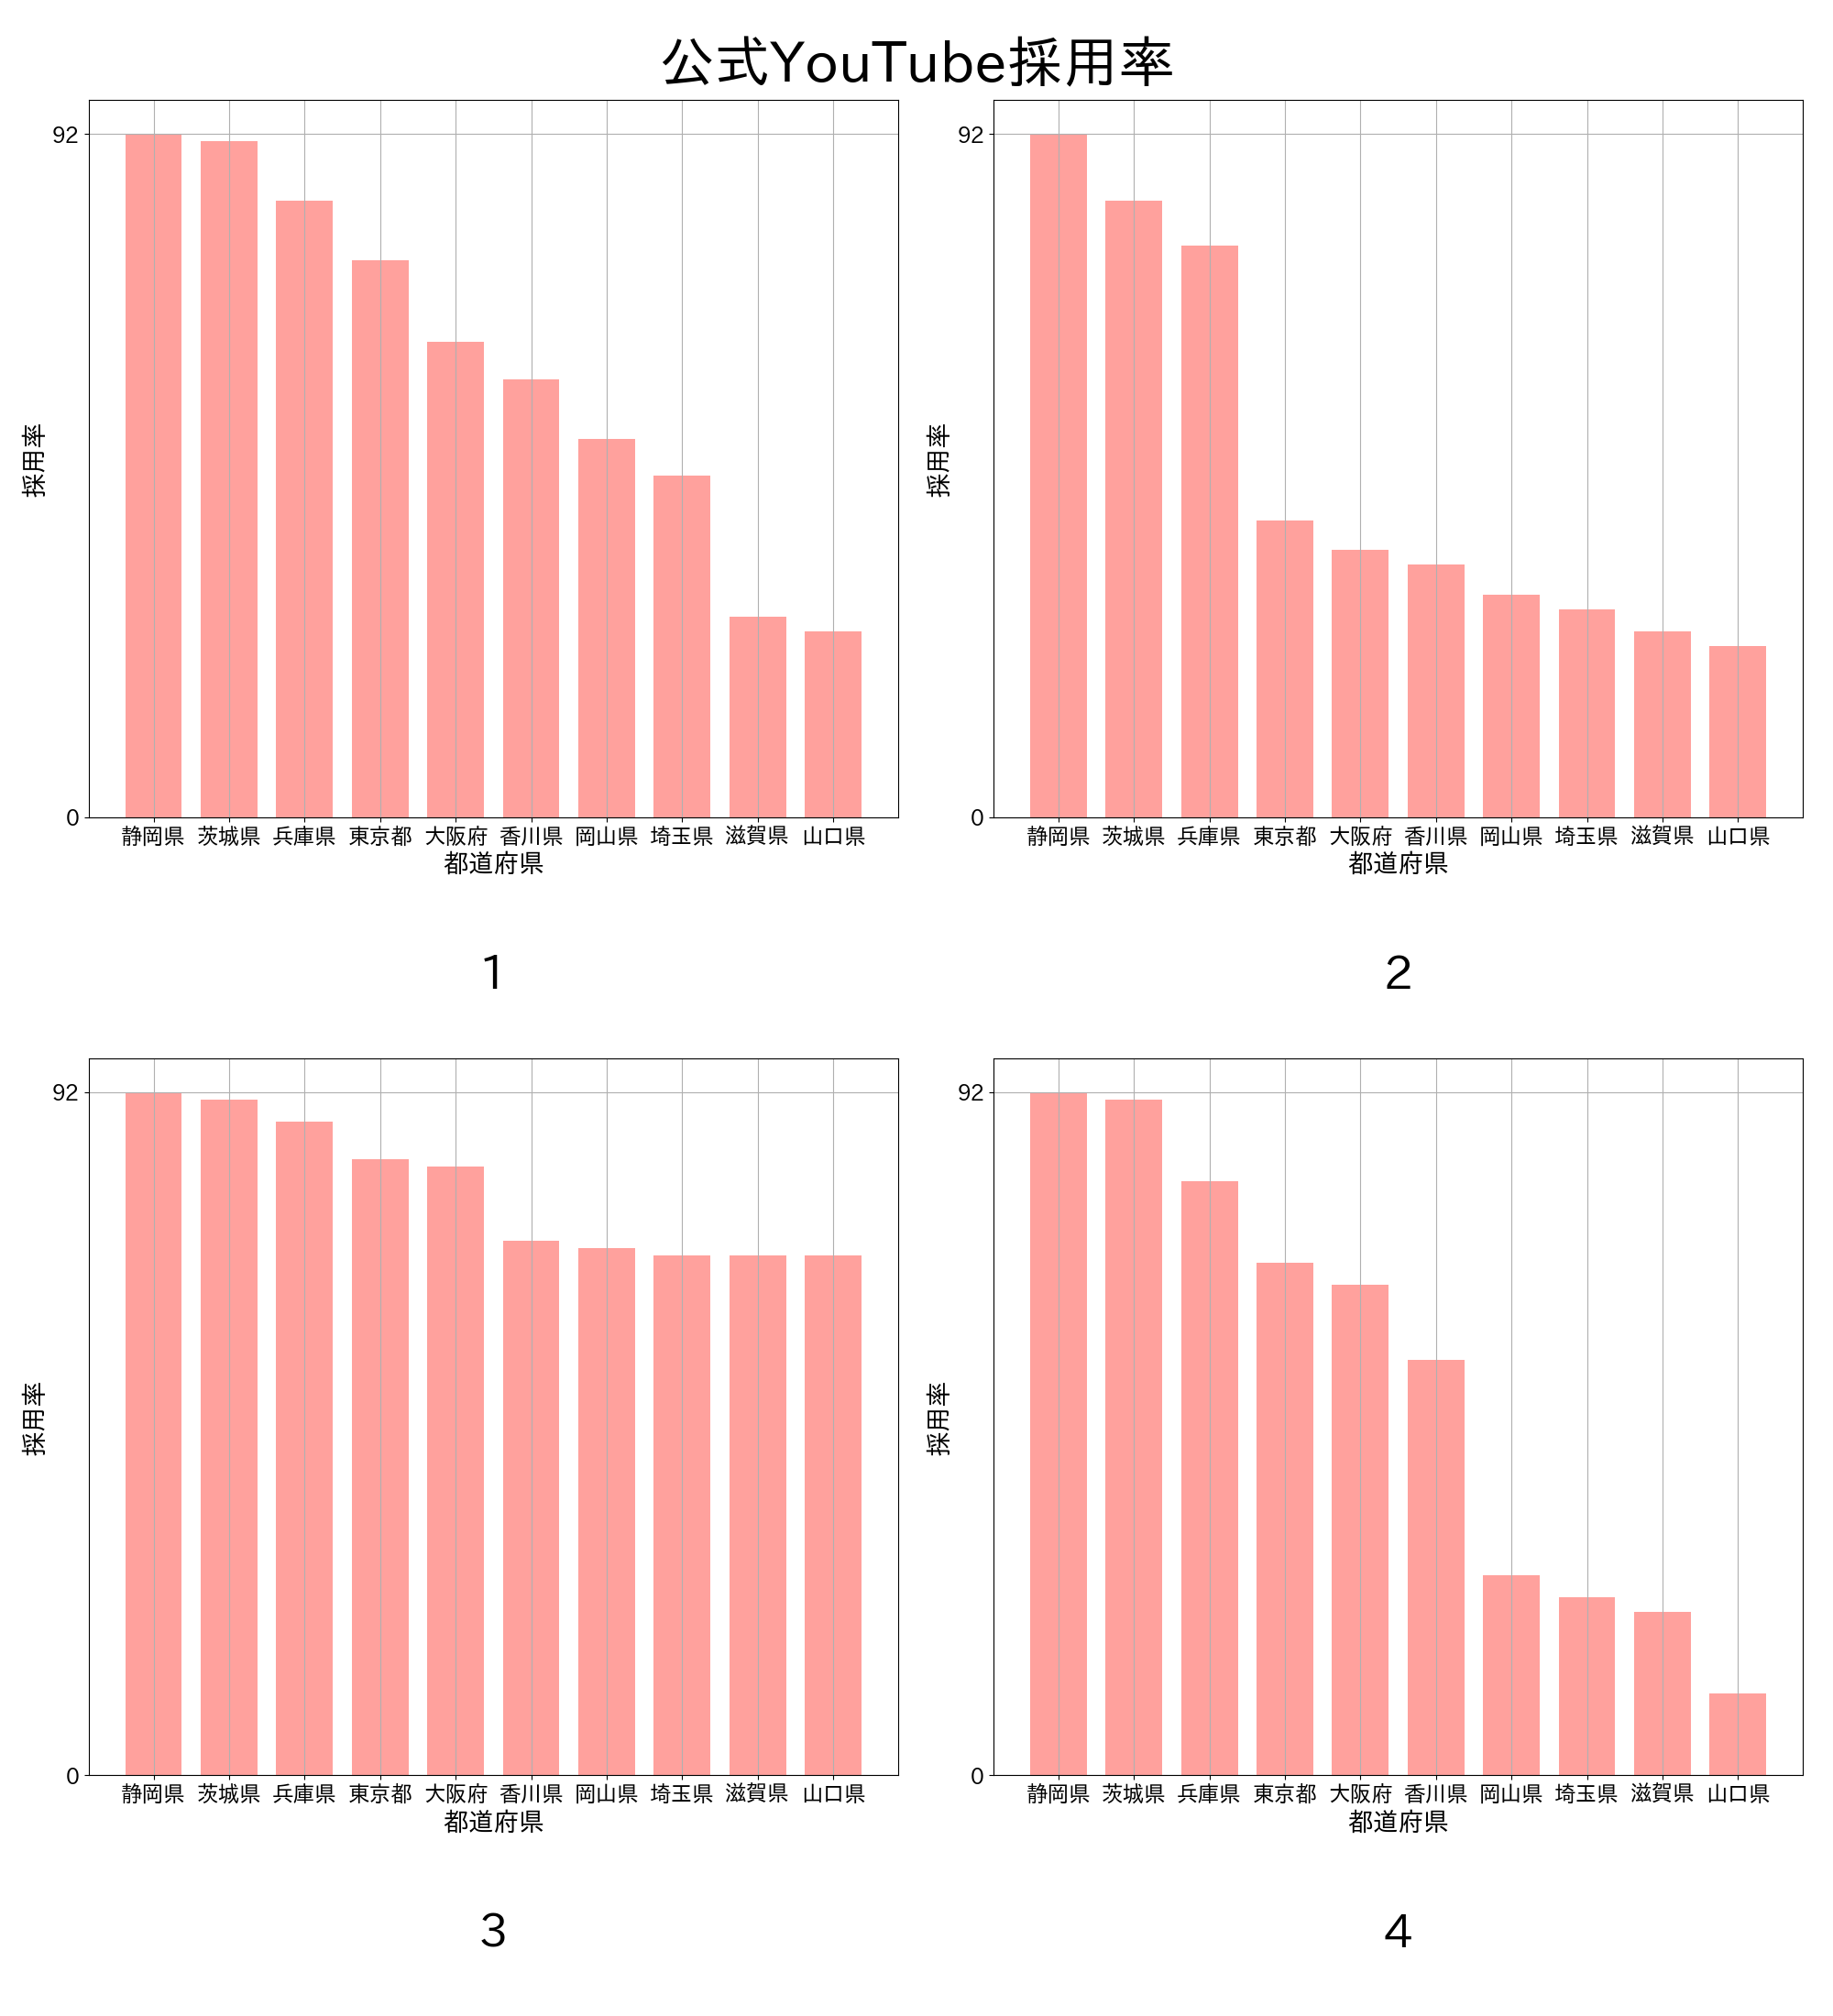 公式YouTube採用率
92
0
採用率
静岡県 茨城県 兵庫県 東京都 大阪府 香川県 岡山県 埼玉県 滋賀県 山口県
都道府県
1
92
0
採用率
静岡県 茨城県 兵庫県 東京都 大阪府 香川県 岡山県 埼玉県 滋賀県 山口県
都道府県
2
92
0
採用率
静岡県 茨城県 兵庫県 東京都 大阪府 香川県 岡山県 埼玉県 滋賀県 山口県
都道府県
3
92
0
採用率
静岡県 茨城県 兵庫県 東京都 大阪府 香川県 岡山県 埼玉県 滋賀県 山口県
都道府県
4